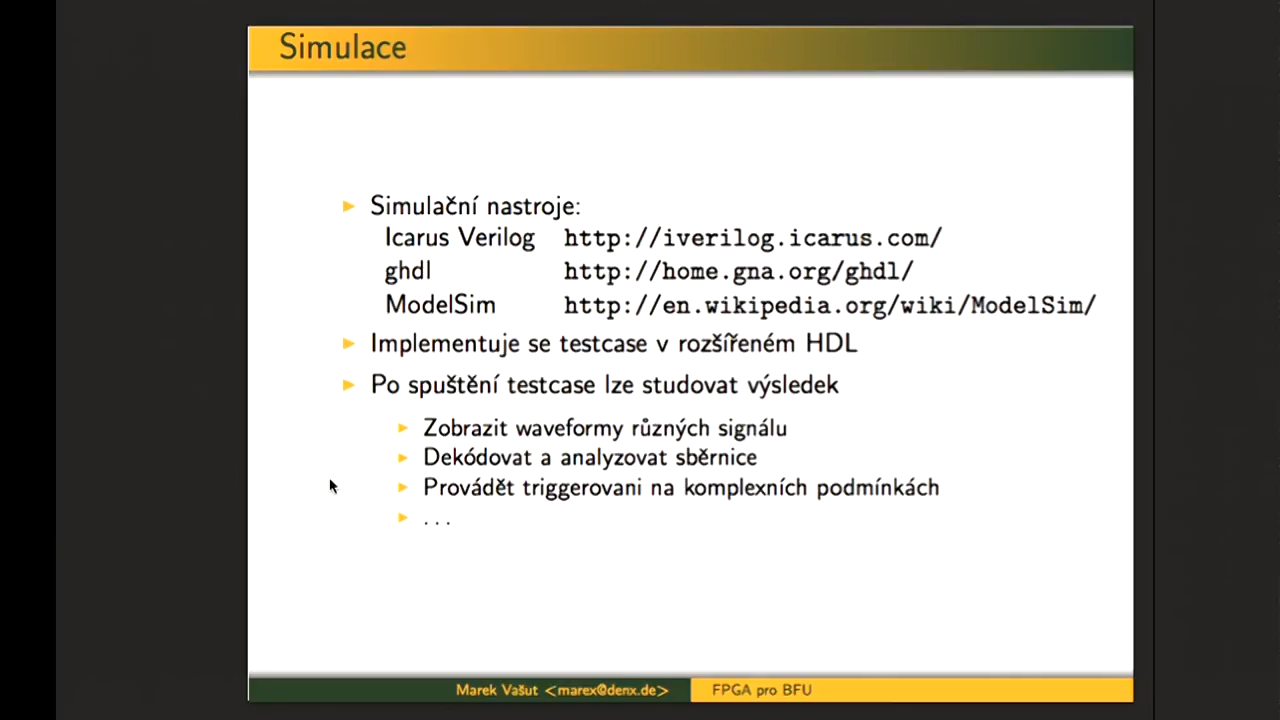 Simulace
Simulační nastroje:
Icarus Verilog http://iverilog.icarus.com/
ghdl http://home.gna.org/ghdl/
ModelSim http://en.wikipedia.org/wiki/ModelSim/
Implementuje se testcase v rozšířeném HDL
Po spuštění testcase lze studovat výsledek
Zobrazit waveformy různých signálu
Dekódovat a analyzovat sběrnice
Provádět triggerovani na komplexních podmínkách
...
Marek Vašut <marex@denx.de> FPGA pro BFU